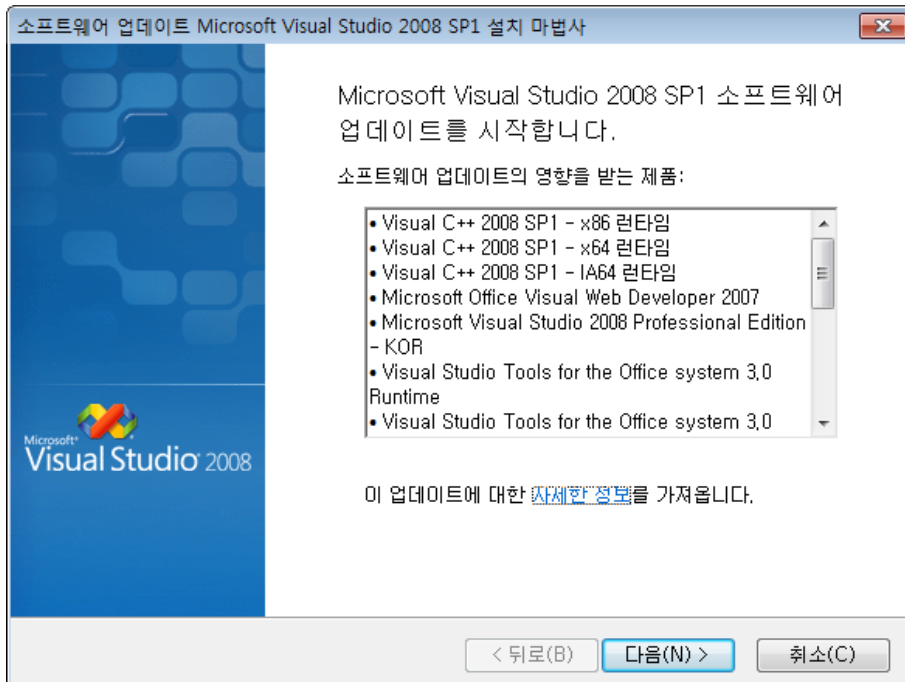 소프트웨어 업데이트 Microsoft Visual Studio 2008 SP1 설치 마법사
Microsoft Visual Studio 2008 SP1 소프트웨어
업데이트를 시작합니다.
소프트웨어 업데이트의 영향을 받는 제품:
• Visual C++ 2008 SP1 - x86 런타임
• Visual C++ 2008 SP1 - x64 런타임
• Visual C++ 2008 SP1 - IA64 런타임
• Microsoft Office Visual Web Developer 2007
• Microsoft Visual Studio 2008 Professional Edition
- KOR
• Visual Studio Tools for the Office system 3.0
Runtime
• Visual Studio Tools for the Office system 3.0
Microsoft®
Visual Studio® 2008
이 업데이트에 대한 자세한 정보를 가져옵니다.
< 뒤로(B)
다음(N) >
취소(C)